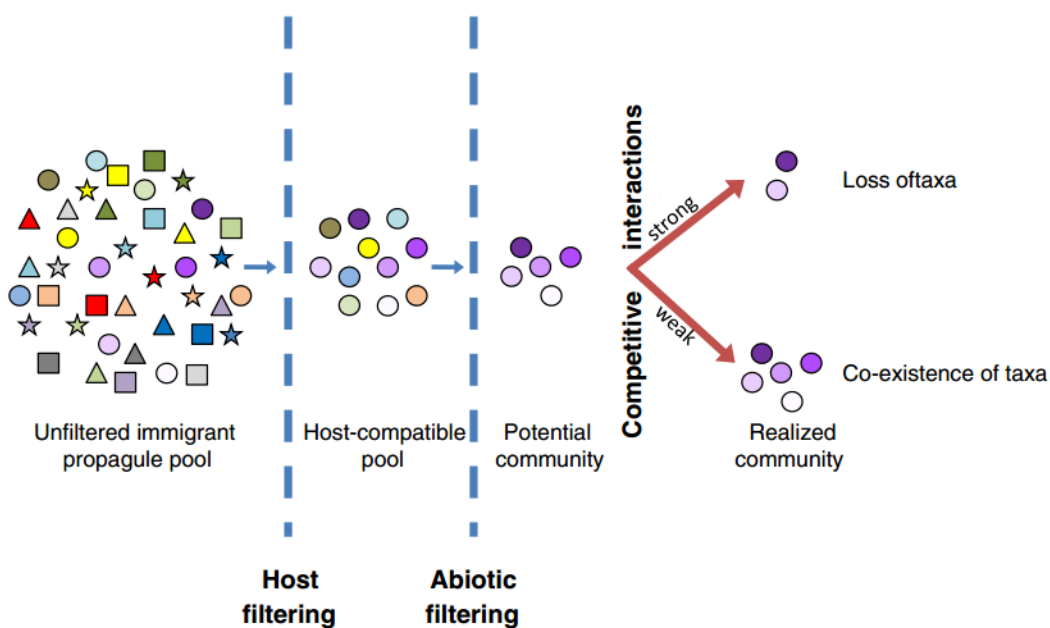 Unfiltered immigrant
propagule pool
Host-compatible
pool
Potential
community
Competitive interactions
strong
weak
Loss oftaxa
Co-existence of taxa
Realized
community
Host
filtering
Abiotic
filtering